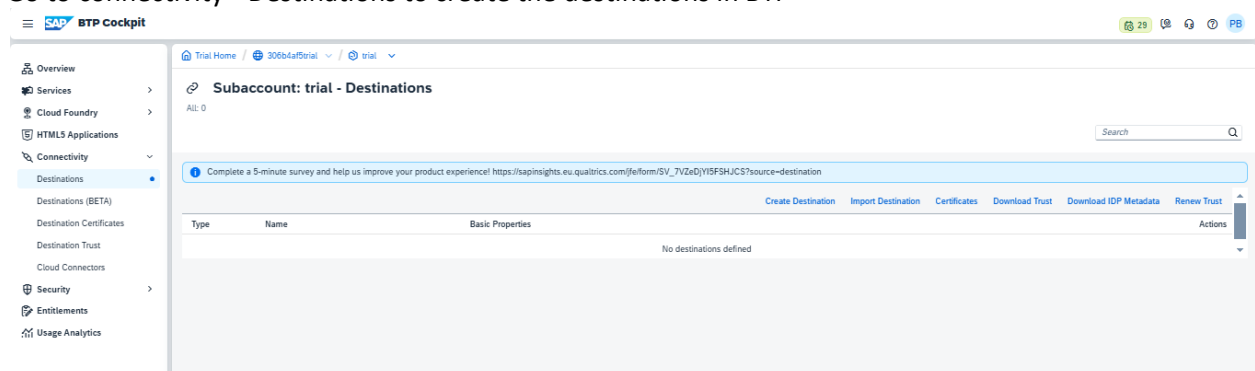 Go to connectivity - Destinations to create the destinations in BTP
SAP BTP Cockpit
29
PB
Trial Home / 306b4af5trial / trial
Overview
Services
Cloud Foundry
HTML5 Applications
Connectivity
Destinations
Destinations (BETA)
Destination Certificates
Destination Trust
Cloud Connectors
Security
Entitlements
Usage Analytics
Subaccount: trial - Destinations
All: 0
Search
Complete a 5-minute survey and help us improve your product experience! https://sapinsights.eu.qualtrics.com/jfe/form/SV_7VZeDjYI5FSHJCS?source=destination
Create Destination Import Destination Certificates Download Trust Download IDP Metadata Renew Trust
Type Name Basic Properties Actions
No destinations defined